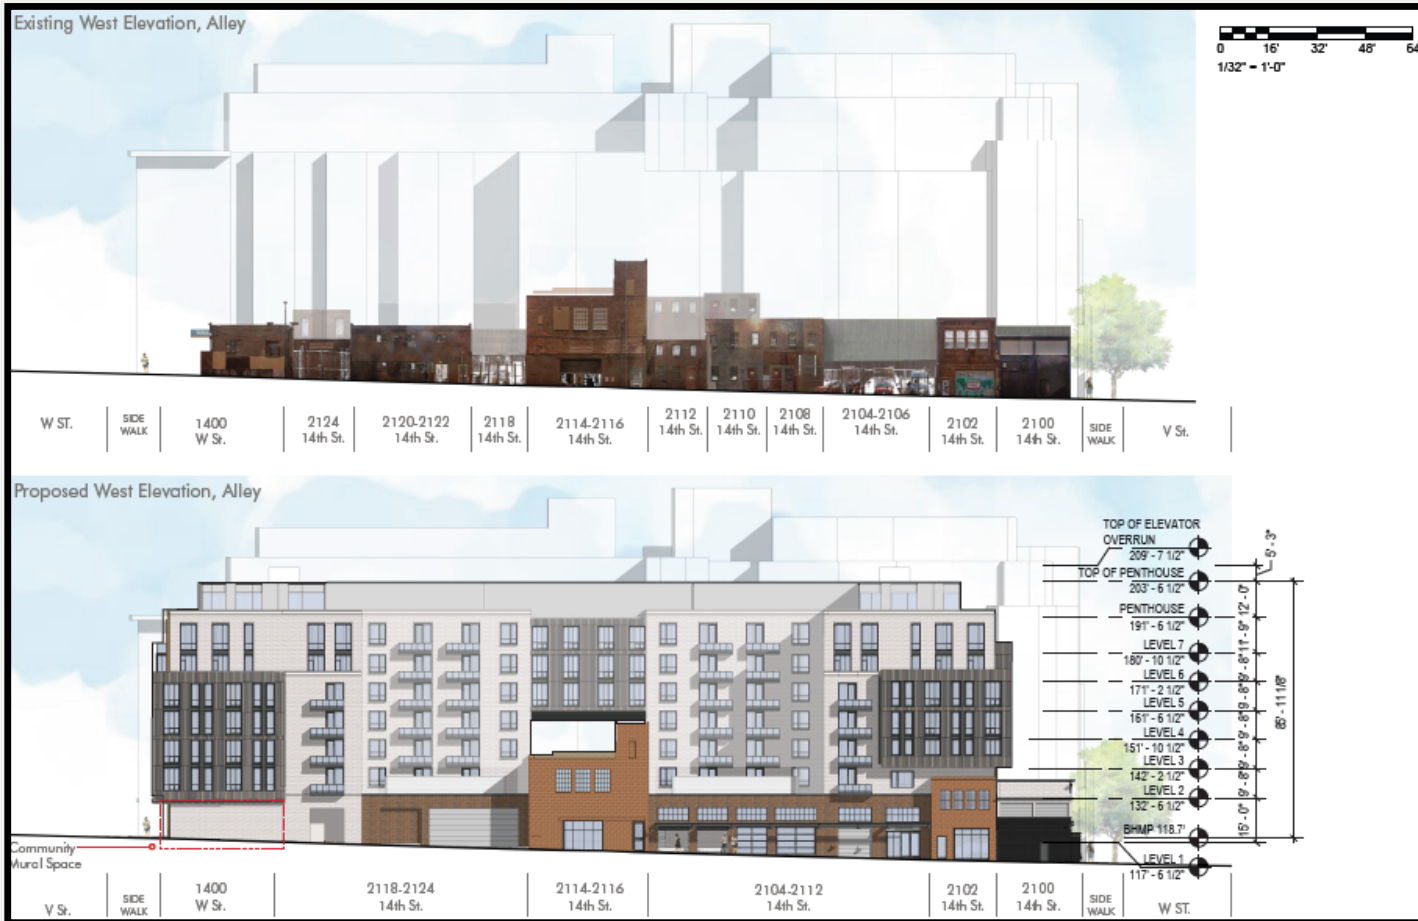 Existing West Elevation, Alley
0 16' 32' 48' 64
1/32" = 1'-0"
W ST.
SIDE
WALK
1400
W St.
2124
14th St.
2120-2122
14th St.
2118
14th St.
2114-2116
14th St.
2112
14th St.
2110
14th St.
2108
14th St.
2104-2106
14th St.
2102
14th St.
2100
14th St.
SIDE
WALK
V St.
Proposed West Elevation, Alley
TOP OF ELEVATOR
OVERRUN
209' - 7 1/2"
TOP OF PENTHOUSE
203' - 6 1/2"
PENTHOUSE
191' - 6 1/2"
LEVEL 7
180' - 10 1/2"
LEVEL 6
171' - 2 1/2"
LEVEL 5
161' - 6 1/2"
LEVEL 4
151' - 10 1/2"
LEVEL 3
142' - 2 1/2"
LEVEL 2
132' - 6 1/2"
BHMP 118.7'
LEVEL 1
117' - 6 1/2"
5' - 3"
12' - 0"
15' - 0"
Community
Mural Space
V St.
SIDE
WALK
1400
W St.
2118-2124
14th St.
2114-2116
14th St.
2104-2112
14th St.
2102
14th St.
2100
14th St.
SIDE
WALK
W ST.